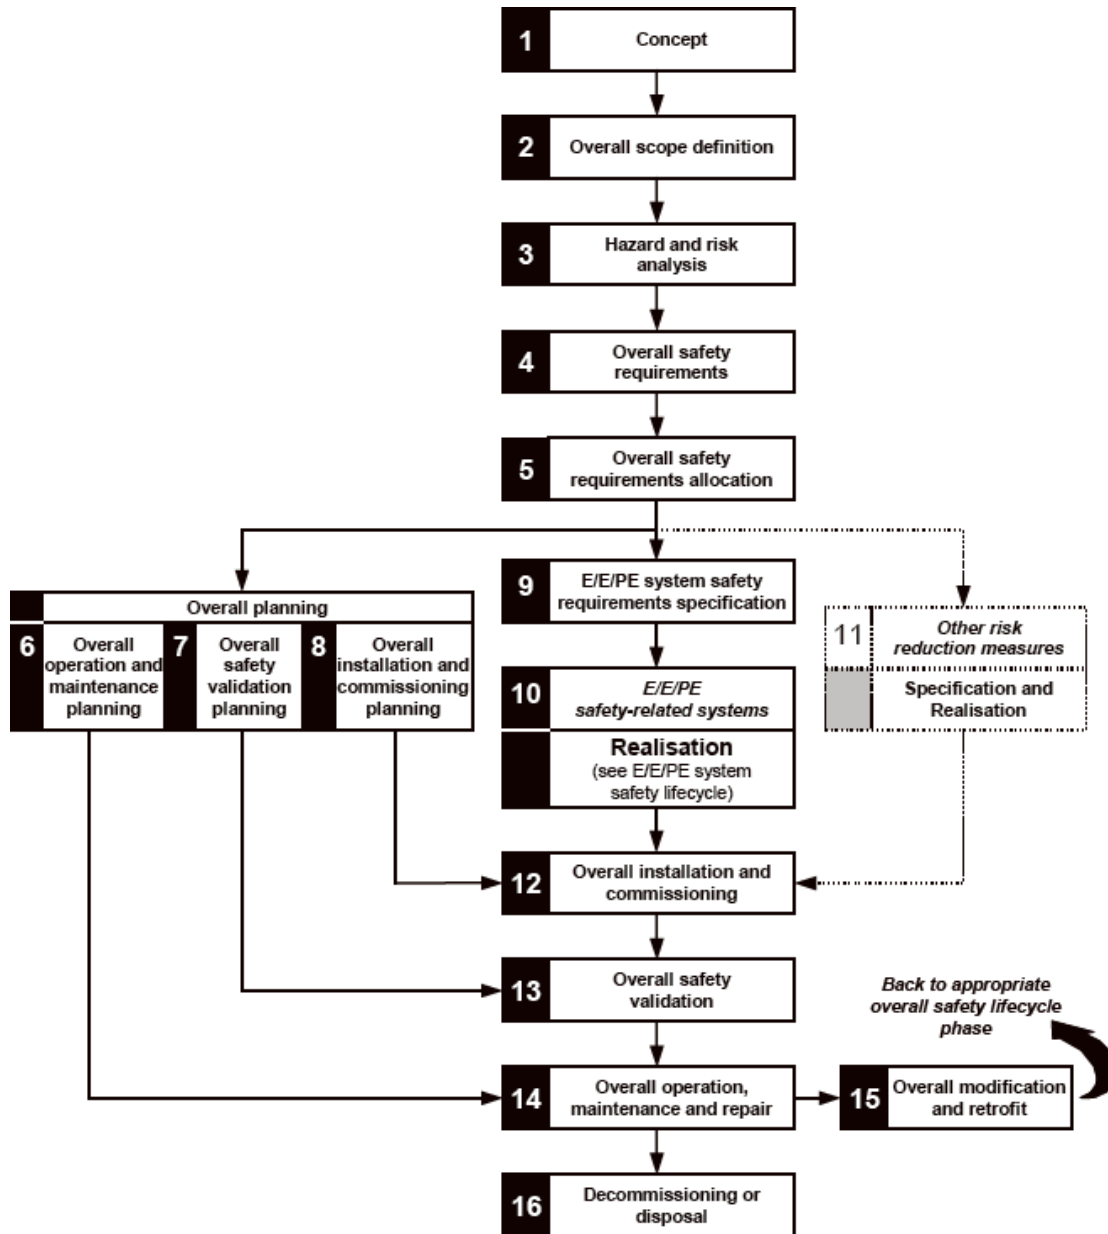 1
Concept
2
Overall scope definition
3
Hazard and risk
analysis
4
Overall safety
requirements
5
Overall safety
requirements allocation
Overall planning
6
Overall
operation and
maintenance
planning
7
Overall
safety
validation
planning
8
Overall
installation and
commissioning
planning
9
E/E/PE system safety
requirements specification
10
E/E/PE
safety-related systems
Realisation
(see E/E/PE system
safety lifecycle)
11
Other risk
reduction measures
Specification and
Realisation
12
Overall installation and
commissioning
13
Overall safety
validation
Back to appropriate
overall safety lifecycle
phase
14
Overall operation,
maintenance and repair
15
Overall modification
and retrofit
16
Decommissioning or
disposal